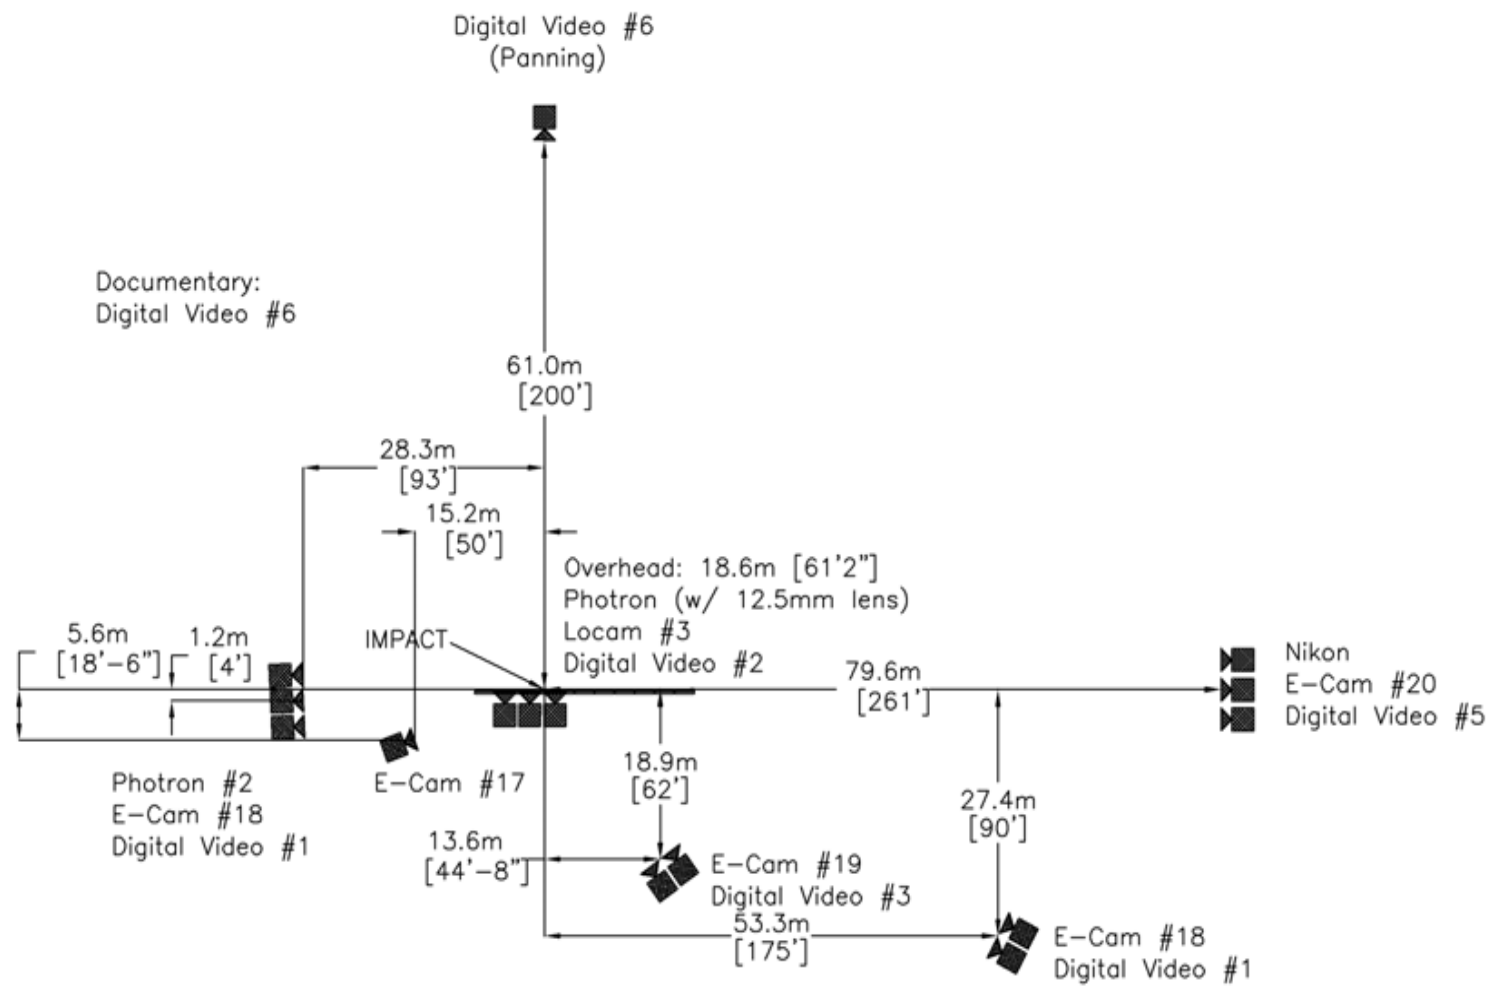 Digital Video #6
(Panning)
Documentary:
Digital Video #6
61.0m
[200']
28.3m
[93']
15.2m
[50']
Overhead: 18.6m [61'2"]
Photron (w/ 12.5mm lens)
Locam #3
Digital Video #2
5.6m
[18'-6"]
1.2m
[4']
IMPACT
79.6m
[261']
Nikon
E-Cam #20
Digital Video #5
Photron #2
E-Cam #18
Digital Video #1
E-Cam #17
18.9m
[62']
27.4m
[90']
13.6m
[44'-8"]
E-Cam #19
Digital Video #3
53.3m
[175']
E-Cam #18
Digital Video #1